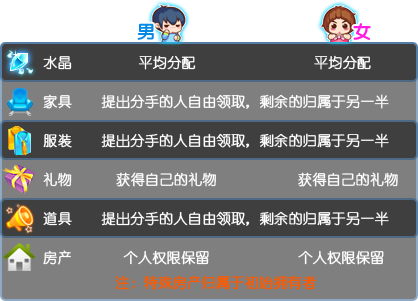 男 女
水晶 平均分配 平均分配
家具 提出分手的人自由领取，剩余的归属于另一半
服装 提出分手的人自由领取，剩余的归属于另一半
礼物 获得自己的礼物 获得自己的礼物
道具 提出分手的人自由领取，剩余的归属于另一半
房产 个人权限保留 个人权限保留